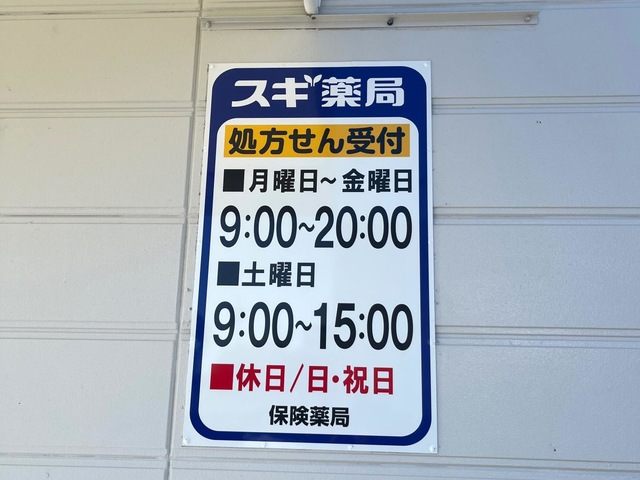 スギ薬局
処方せん受付
■月曜日~金曜日
9:00~20:00
■土曜日
9:00~15:00
■休日/日・祝日
保険薬局